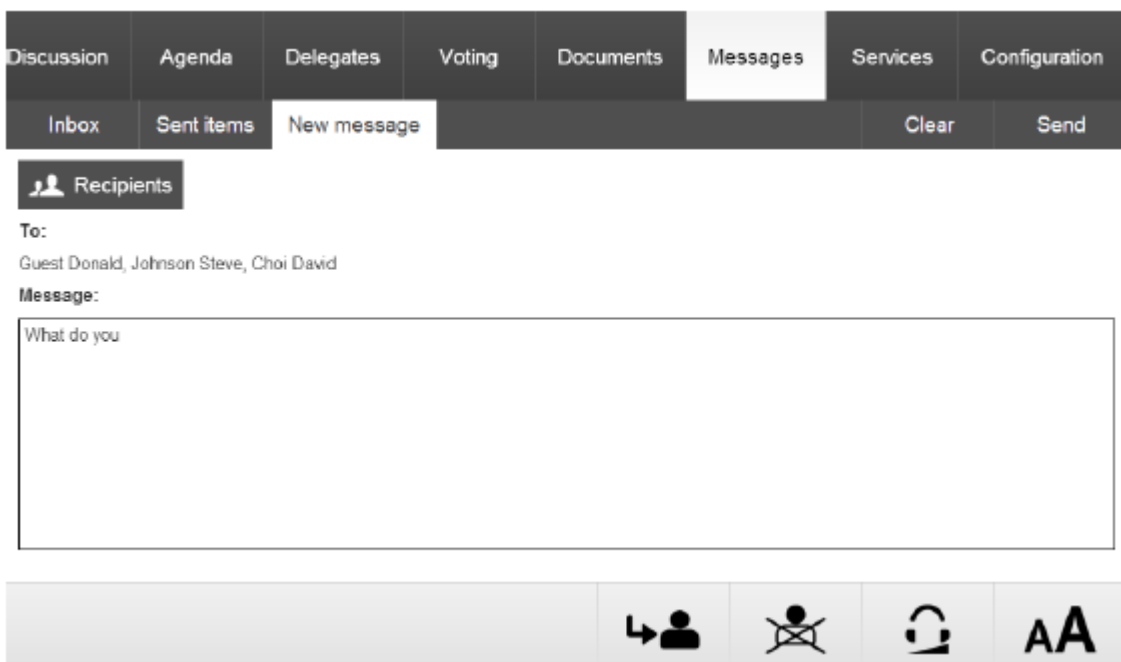 Discussion Agenda Delegates Voting Documents Messages Services Configuration
Inbox Sent items New message Clear Send
Recipients
To:
Guest Donald, Johnson Steve, Choi David
Message:
What do you
AA